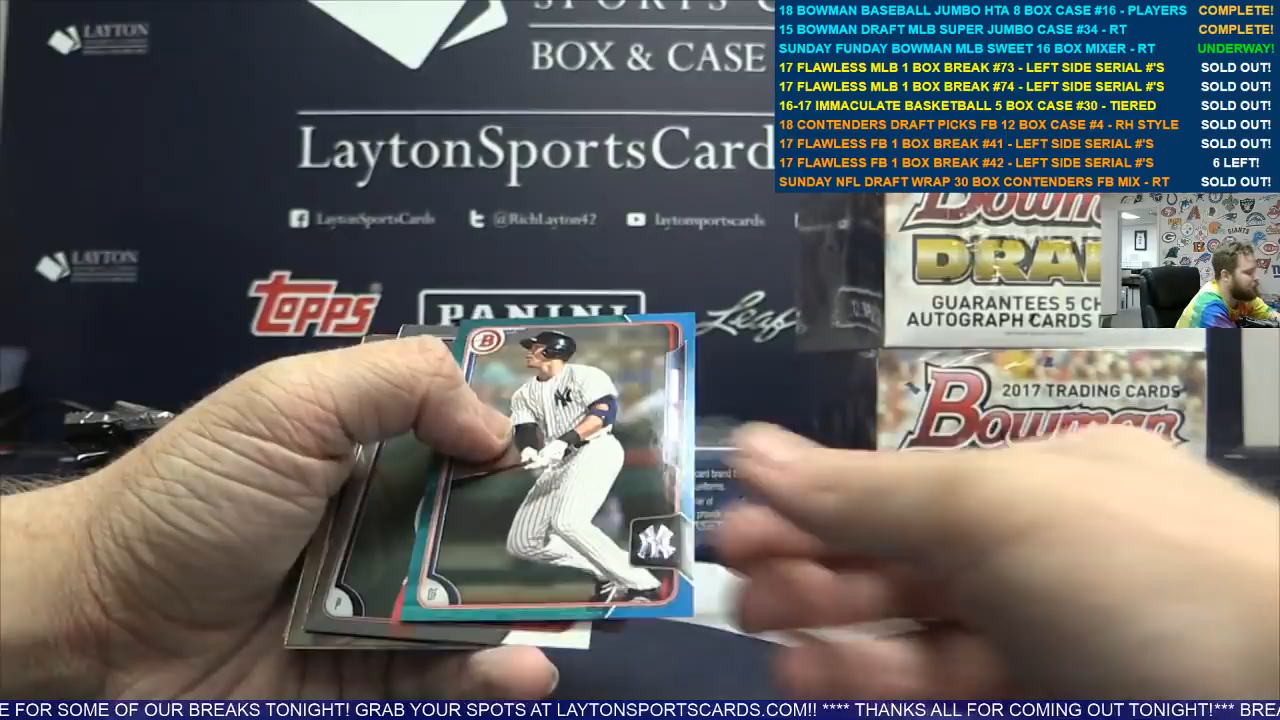 18 BOWMAN BASEBALL JUMBO HTA 8 BOX CASE #16 - PLAYERS COMPLETE!
15 BOWMAN DRAFT MLB SUPER JUMBO CASE #34 - RT COMPLETE!
SUNDAY FUNDAY BOWMAN MLB SWEET 16 BOX MIXER - RT UNDERWAY!
17 FLAWLESS MLB 1 BOX BREAK #73 - LEFT SIDE SERIAL #'S SOLD OUT!
17 FLAWLESS MLB 1 BOX BREAK #74 - LEFT SIDE SERIAL #'S SOLD OUT!
16-17 IMMACULATE BASKETBALL 5 BOX CASE #30 - TIERED SOLD OUT!
18 CONTENDERS DRAFT PICKS FB 12 BOX CASE #4 - RH STYLE SOLD OUT!
17 FLAWLESS FB 1 BOX BREAK #41 - LEFT SIDE SERIAL #'S SOLD OUT!
17 FLAWLESS FB 1 BOX BREAK #42 - LEFT SIDE SERIAL #'S 6 LEFT!
SUNDAY NFL DRAFT WRAP 30 BOX CONTENDERS FB MIX - RT SOLD OUT!
LAYTON
SPORTS C
BOX & CASE
LaytonSportsCard
LaytonSportsCards @RichLayton42 laytonsportscards
LAYTON
topps PANINI Leaf
Bowm
DRA
GUARANTEES 5 CH
AUTOGRAPH CARDS
GIANTS
2017 TRADING CARDS
Bowman
B
NY
OF
P
E FOR SOME OF OUR BREAKS TONIGHT! GRAB YOUR SPOTS AT LAYTONSPORTSCARDS.COM!! **** THANKS ALL FOR COMING OUT TONIGHT!*** BREA